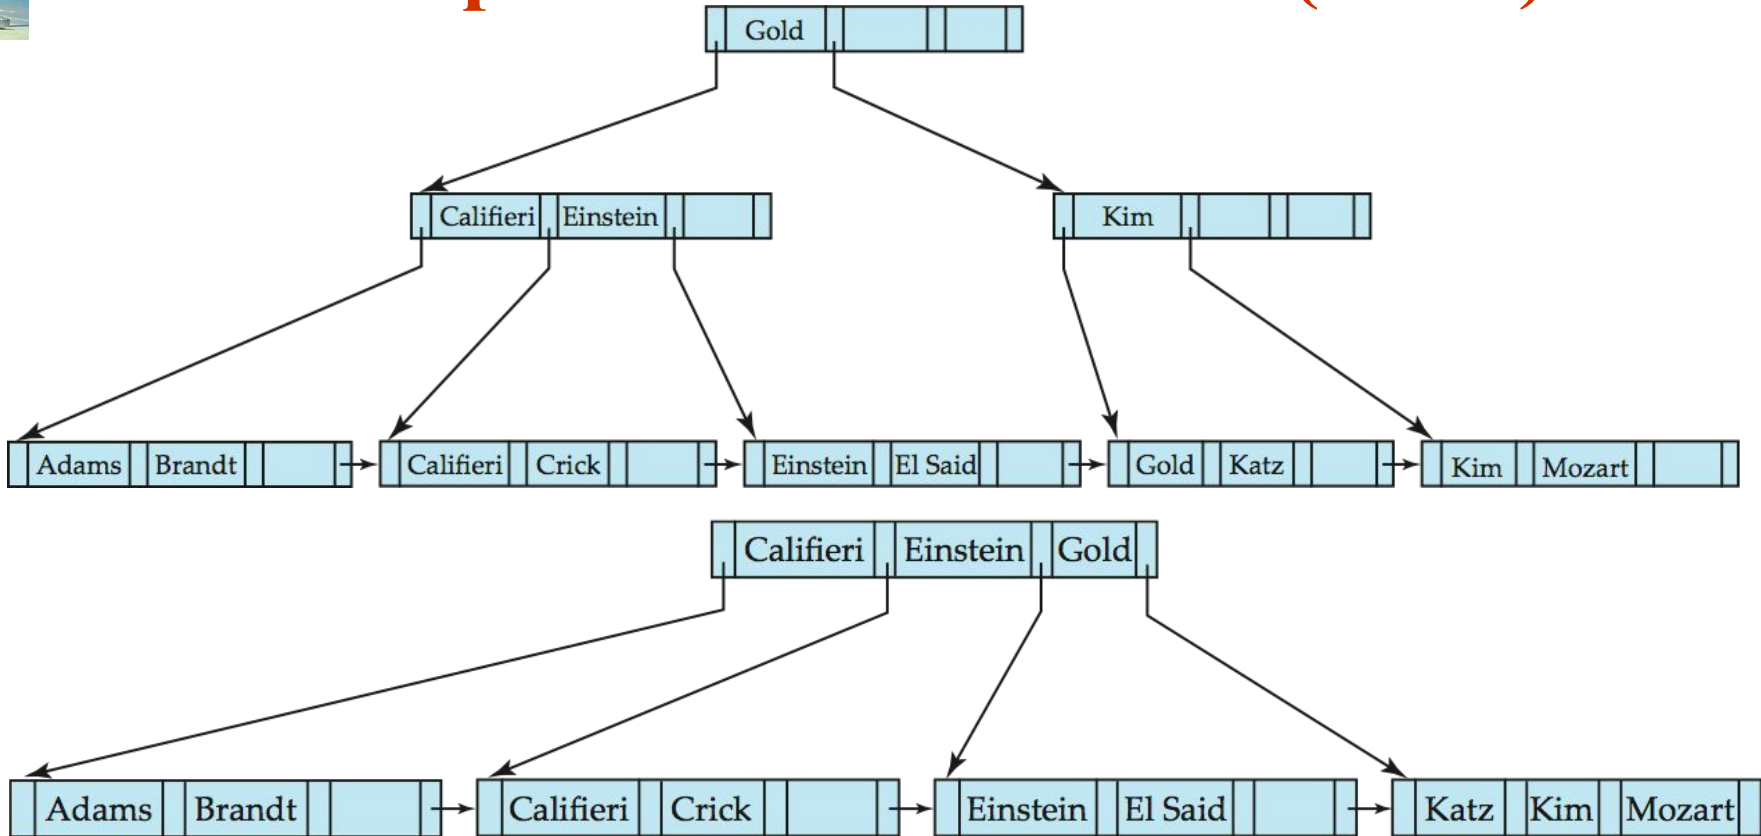 Gold
Califieri Einstein
Kim
Adams Brandt
Califieri Crick
Einstein El Said
Gold Katz
Kim Mozart
Califieri Einstein Gold
Adams Brandt
Califieri Crick
Einstein El Said
Katz Kim Mozart